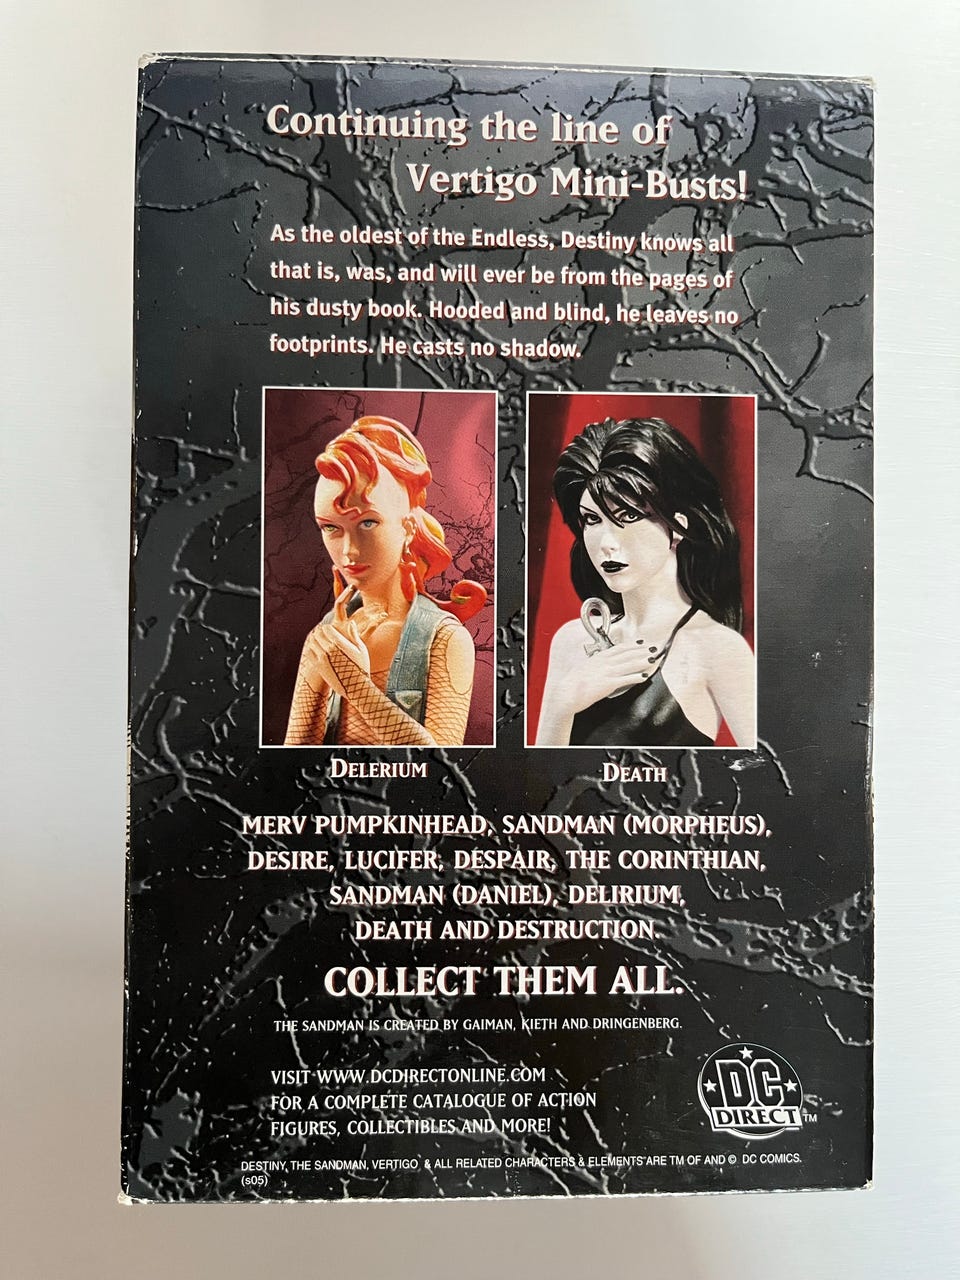 Continuing the line of
Vertigo Mini-Busts!
As the oldest of the Endless, Destiny knows all
that is, was, and will ever be from the pages of
his dusty book. Hooded and blind, he leaves no
footprints. He casts no shadow.
DELERIUM
DEATH
MERV PUMPKINHEAD, SANDMAN (MORPHEUS),
DESIRE, LUCIFER, DESPAIR, THE CORINTHIAN,
SANDMAN (DANIEL), DELIRIUM,
DEATH AND DESTRUCTION.
COLLECT THEM ALL.
THE SANDMAN IS CREATED BY GAIMAN, KIETH AND DRINGENBERG.
VISIT WWW.DCDIRECTONLINE.COM
FOR A COMPLETE CATALOGUE OF ACTION
FIGURES, COLLECTIBLES AND MORE!
DC
DIRECT TM
DESTINY, THE SANDMAN, VERTIGO & ALL RELATED CHARACTERS & ELEMENTS ARE TM OF AND © DC COMICS.
(s05)